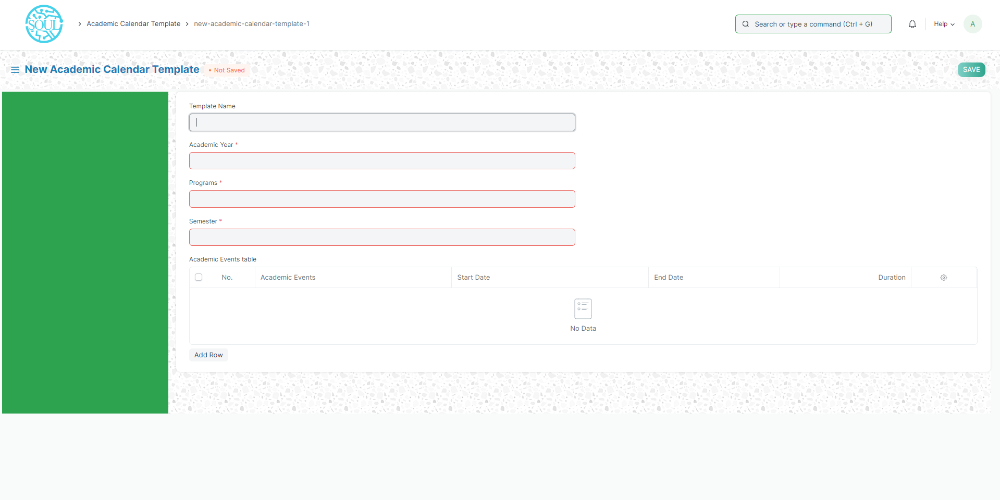 SOUL
Academic Calendar Template
new-academic-calendar-template-1
Search or type a command (Ctrl + G)
Help
A
New Academic Calendar Template
Not Saved
SAVE
Template Name
Academic Year *
Programs *
Semester *
Academic Events table
No. Academic Events Start Date End Date Duration
No Data
Add Row